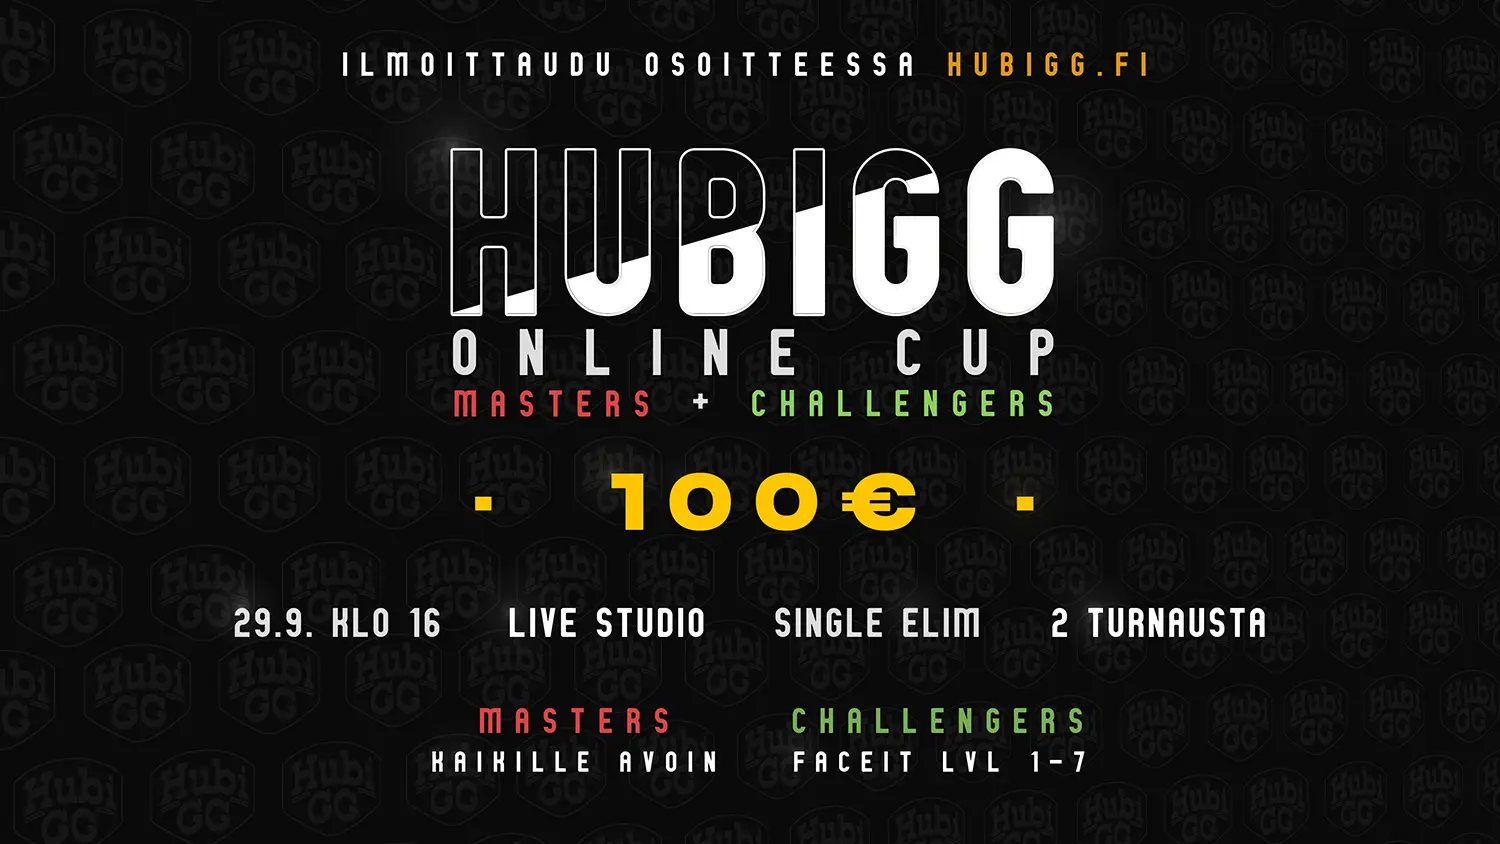 ILMOITTAUDU OSOITTEESSA HUBIGG.FI
HUBIGG
ONLINE CUP
MASTERS + CHALLENGERS
· 100€ ·
29.9. KLO 16 LIVE STUDIO SINGLE ELIM 2 TURNAUSTA
MASTERS CHALLENGERS
KAIKILLE AVOIN FACEIT LVL 1-7